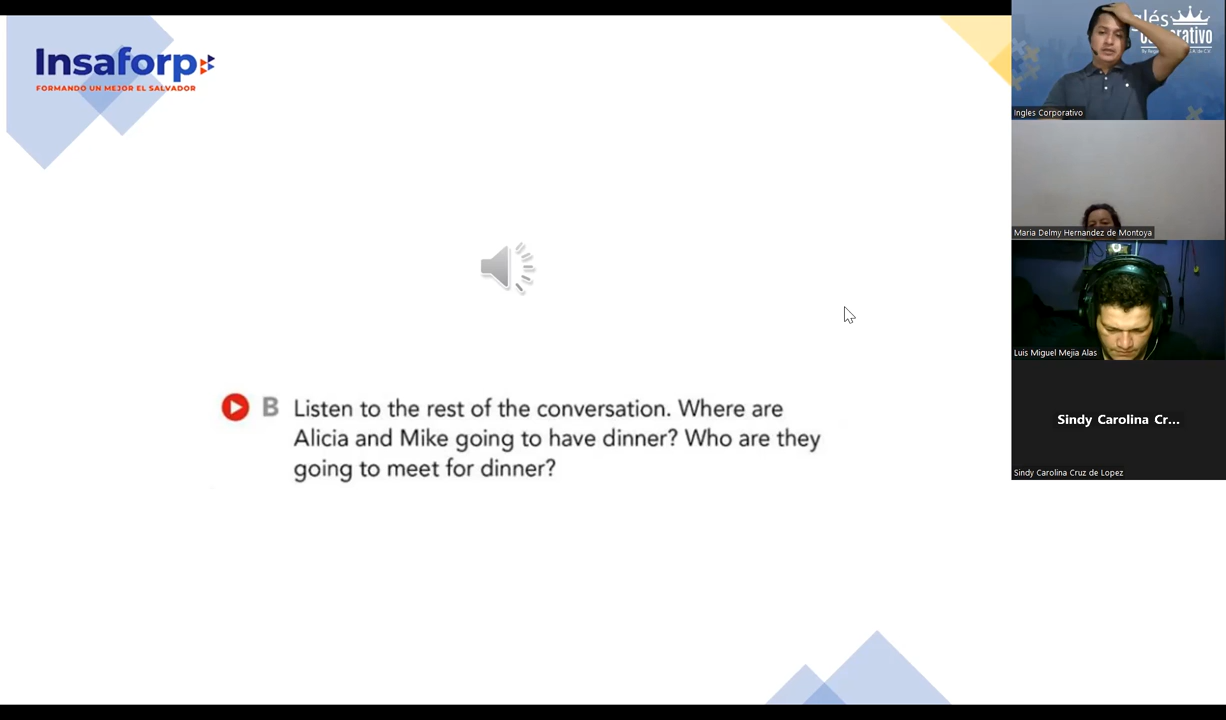 Insaforp
FORMANDO UN MEJOR EL SALVADOR
B Listen to the rest of the conversation. Where are
Alicia and Mike going to have dinner? Who are they
going to meet for dinner?
Ingles Corporativo
Maria Delmy Hernandez de Montoya
Luis Miguel Mejia Alas
Sindy Carolina Cr...
Sindy Carolina Cruz de Lopez